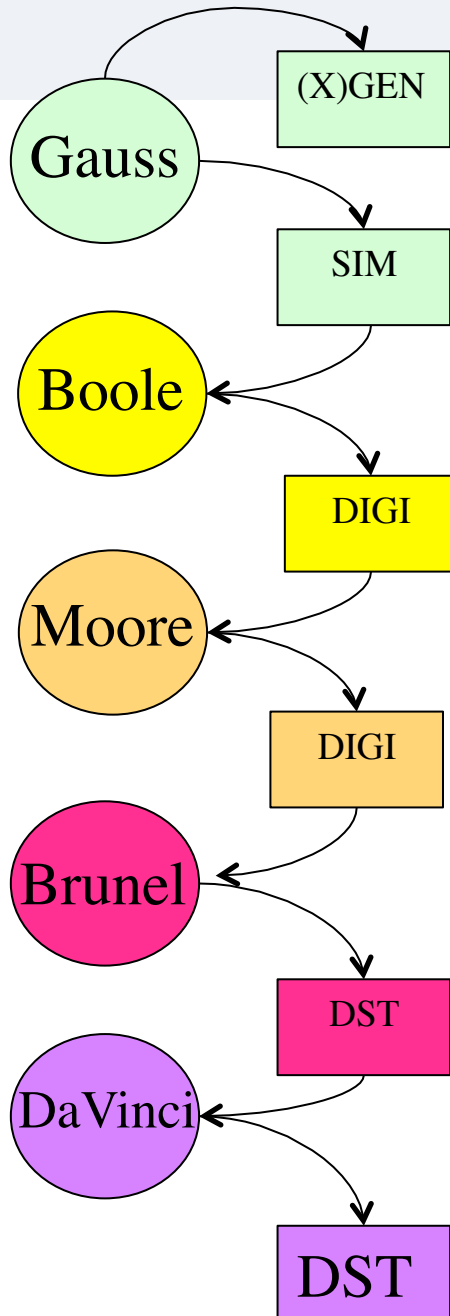 (X)GEN
Gauss
SIM
Boole
DIGI
Moore
DIGI
Brunel
DST
DaVinci
DST